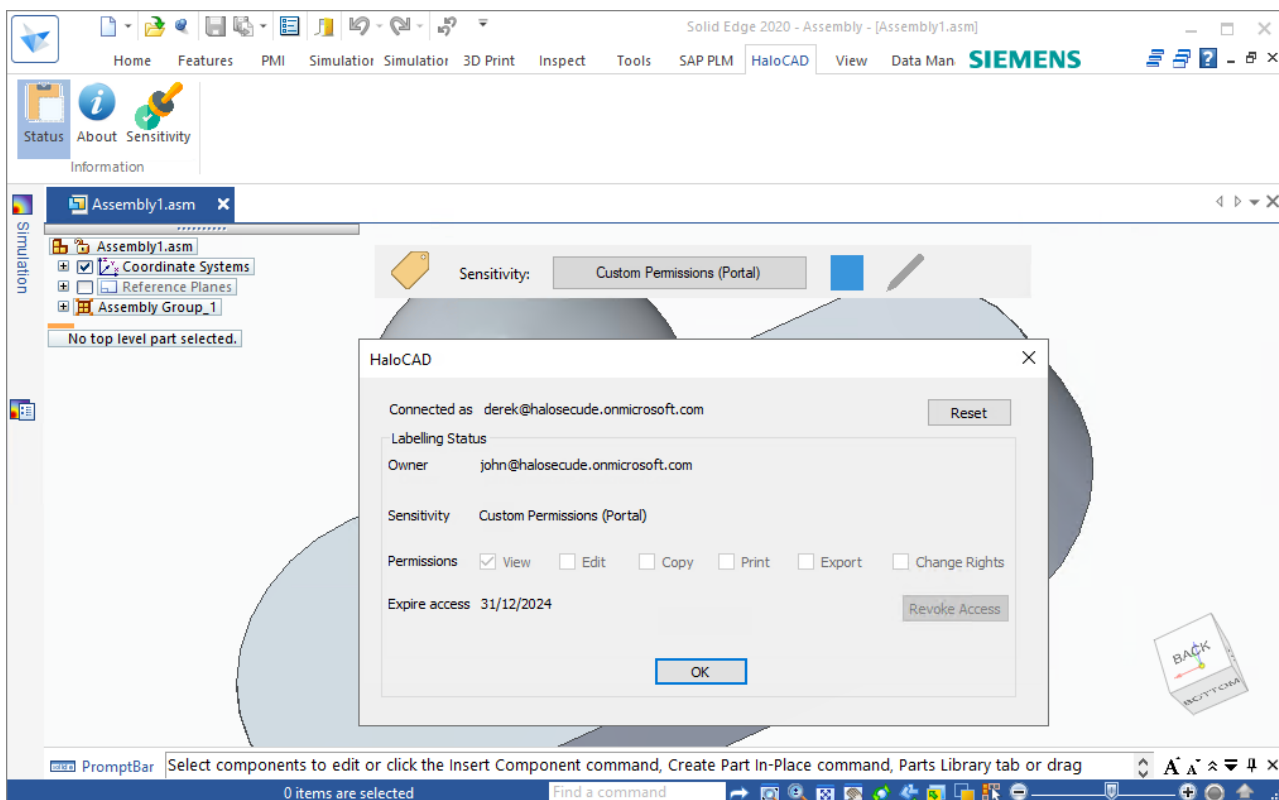 Solid Edge 2020 - Assembly - [Assembly1.asm]
Home Features PMI Simulation Simulation 3D Print Inspect Tools SAP PLM HaloCAD View Data Man SIEMENS
Status About Sensitivity
Information
Assembly1.asm
Simulation
Assembly1.asm
Coordinate Systems
Reference Planes
Assembly Group_1
No top level part selected.
Sensitivity: Custom Permissions (Portal)
HaloCAD
Connected as derek@halosecude.onmicrosoft.com Reset
Labelling Status
Owner john@halosecude.onmicrosoft.com
Sensitivity Custom Permissions (Portal)
Permissions View Edit Copy Print Export Change Rights
Expire access 31/12/2024 Revoke Access
OK
BACK
BOTTOM
PromptBar Select components to edit or click the Insert Component command, Create Part In-Place command, Parts Library tab or drag
0 items are selected Find a command